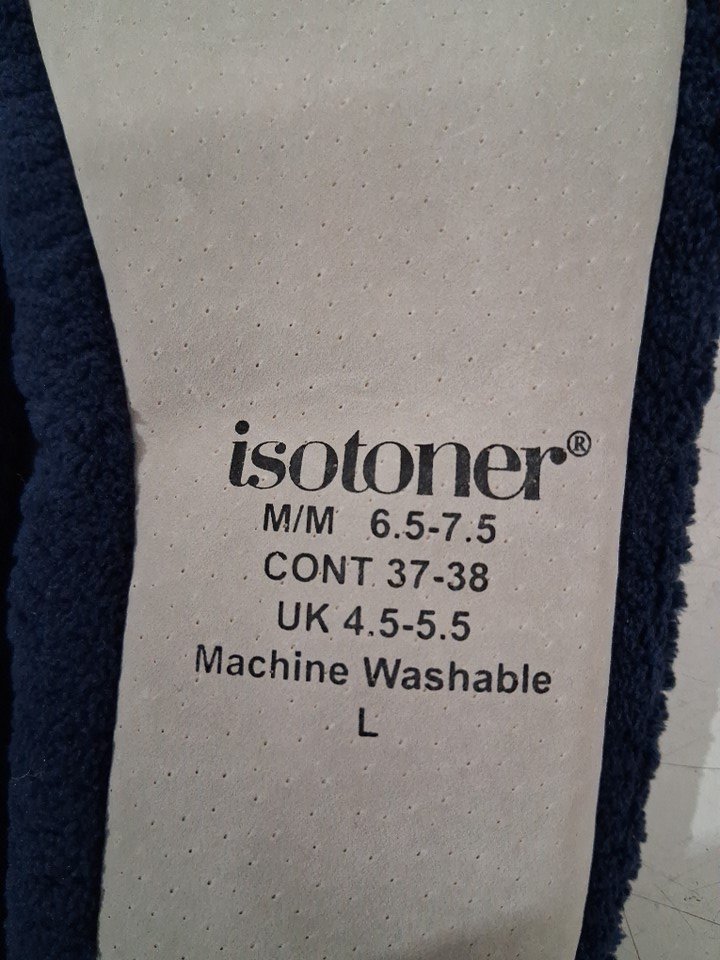 isotoner®
M/M 6.5-7.5
CONT 37-38
UK 4.5-5.5
Machine Washable
L